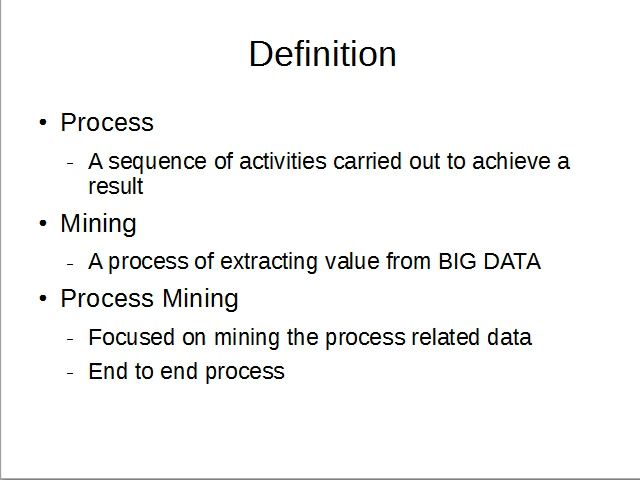 Definition
• Process
- A sequence of activities carried out to achieve a
result
• Mining
- A process of extracting value from BIG DATA
• Process Mining
- Focused on mining the process related data
- End to end process